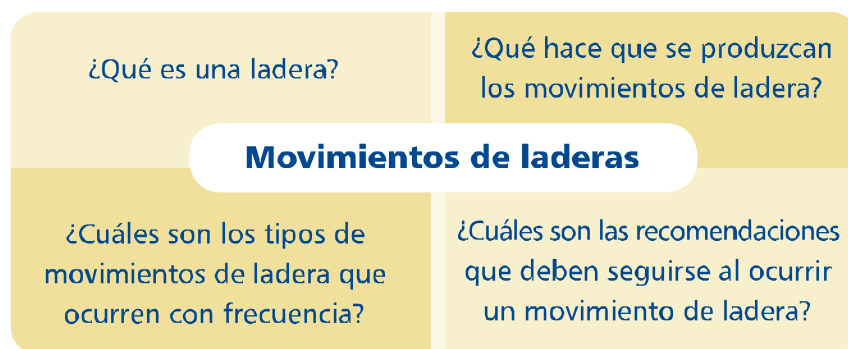 ¿Qué es una ladera?
¿Qué hace que se produzcan
los movimientos de ladera?
Movimientos de laderas
¿Cuáles son los tipos de
movimientos de ladera que
ocurren con frecuencia?
¿Cuáles son las recomendaciones
que deben seguirse al ocurrir
un movimiento de ladera?